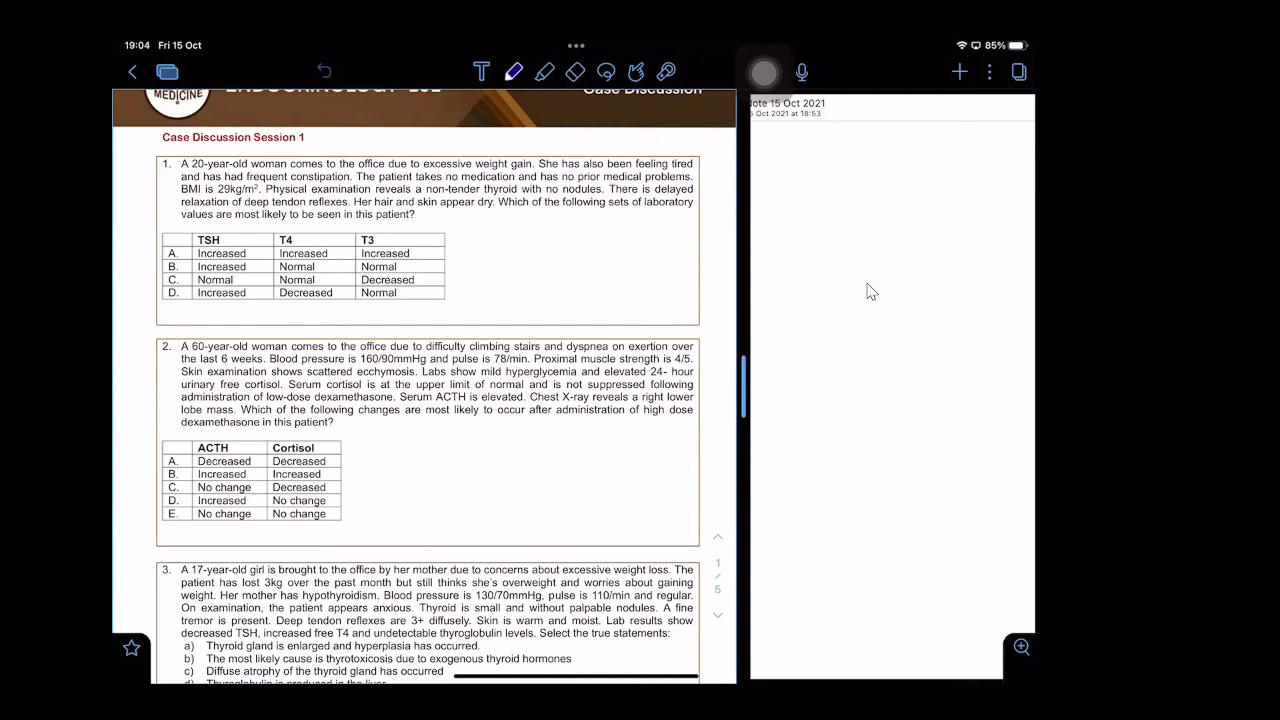 19:04 Fri 15 Oct
85%
MEDICINE
Case Discussion
Note 15 Oct 2021
5 Oct 2021 at 18:53
Case Discussion Session 1
1. A 20-year-old woman comes to the office due to excessive weight gain. She has also been feeling tired
and has had frequent constipation. The patient takes no medication and has no prior medical problems.
BMI is 29kg/m². Physical examination reveals a non-tender thyroid with no nodules. There is delayed
relaxation of deep tendon reflexes. Her hair and skin appear dry. Which of the following sets of laboratory
values are most likely to be seen in this patient?
TSH T4 T3
A. Increased Increased Increased
B. Increased Normal Normal
C. Normal Normal Decreased
D. Increased Decreased Normal
2. A 60-year-old woman comes to the office due to difficulty climbing stairs and dyspnea on exertion over
the last 6 weeks. Blood pressure is 160/90mmHg and pulse is 78/min. Proximal muscle strength is 4/5.
Skin examination shows scattered ecchymosis. Labs show mild hyperglycemia and elevated 24- hour
urinary free cortisol. Serum cortisol is at the upper limit of normal and is not suppressed following
administration of low-dose dexamethasone. Serum ACTH is elevated. Chest X-ray reveals a right lower
lobe mass. Which of the following changes are most likely to occur after administration of high dose
dexamethasone in this patient?
ACTH Cortisol
A. Decreased Decreased
B. Increased Increased
C. No change Decreased
D. Increased No change
E. No change No change
1
/
5
3. A 17-year-old girl is brought to the office by her mother due to concerns about excessive weight loss. The
patient has lost 3kg over the past month but still thinks she's overweight and worries about gaining
weight. Her mother has hypothyroidism. Blood pressure is 130/70mmHg, pulse is 110/min and regular.
On examination, the patient appears anxious. Thyroid is small and without palpable nodules. A fine
tremor is present. Deep tendon reflexes are 3+ diffusely. Skin is warm and moist. Lab results show
decreased TSH, increased free T4 and undetectable thyroglobulin levels. Select the true statements:
a) Thyroid gland is enlarged and hyperplasia has occurred.
b) The most likely cause is thyrotoxicosis due to exogenous thyroid hormones
c) Diffuse atrophy of the thyroid gland has occurred
d) Thyroglobulin is produced in the liver